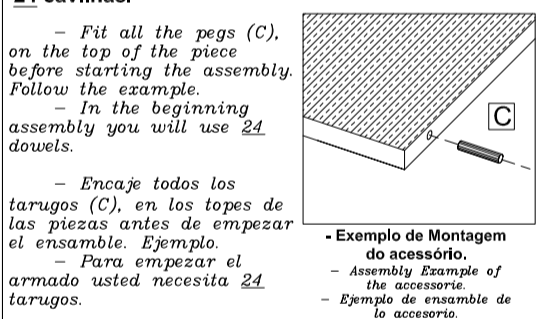 24
— Fit all the pegs (C),
on the top of the piece
before starting the assembly.
Follow the example.
— In the beginning
assembly you will use 24
dowels.
— Encaje todos los
tarugos (C), en los topes de
las piezas antes de empezar
el ensamble. Ejemplo.
— Para empezar el
armado usted necesita 24
tarugos.
C
- Exemplo de Montagem
do acessório.
— Assembly Example of
the accessorie.
— Ejemplo de ensamble de
lo accesorio.